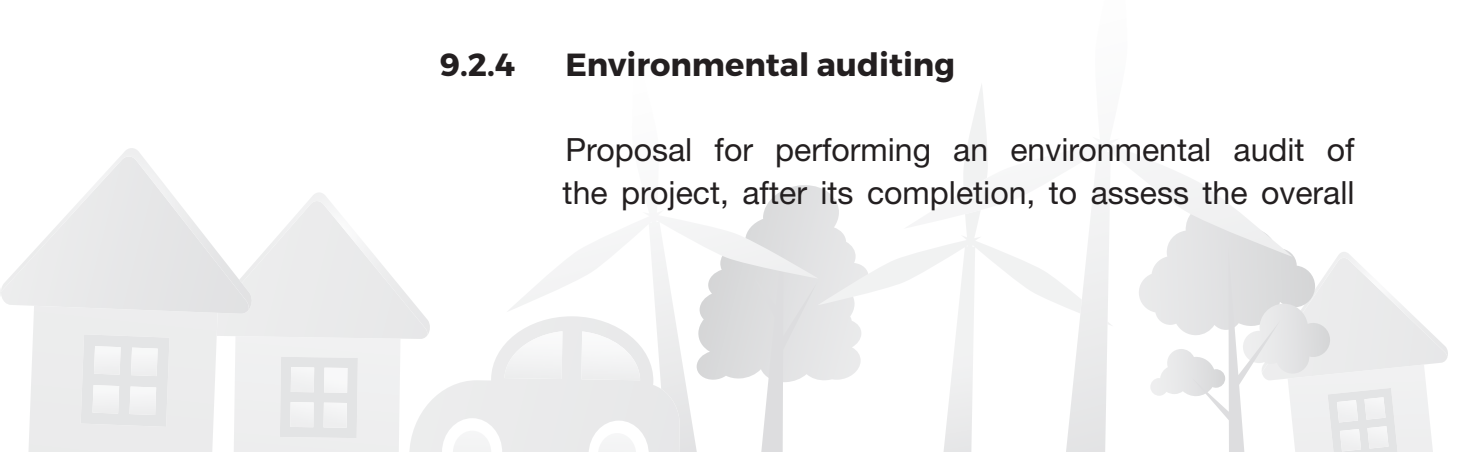 9.2.4 Environmental auditing
Proposal for performing an environmental audit of
the project, after its completion, to assess the overall